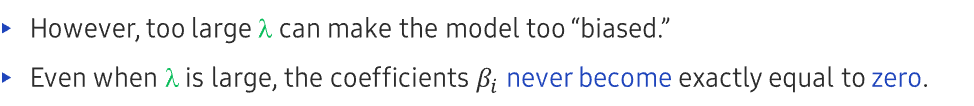 ▸ However, too large λ can make the model too “biased.”
▸ Even when λ is large, the coefficients βᵢ never become exactly equal to zero.